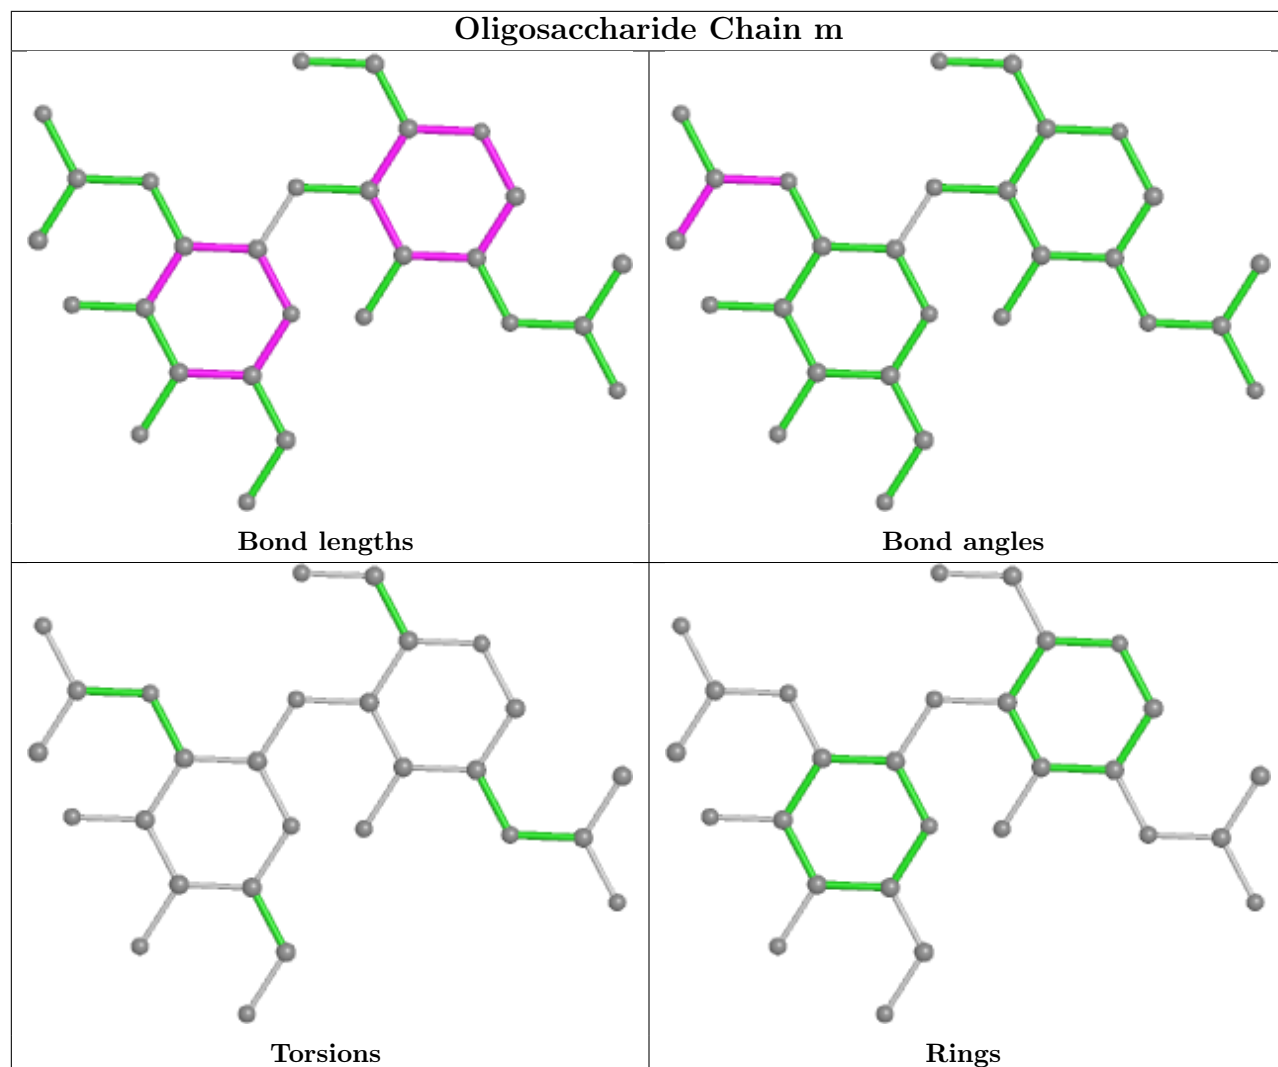 Oligosaccharide Chain m
Bond lengths
Bond angles
Torsions
Rings